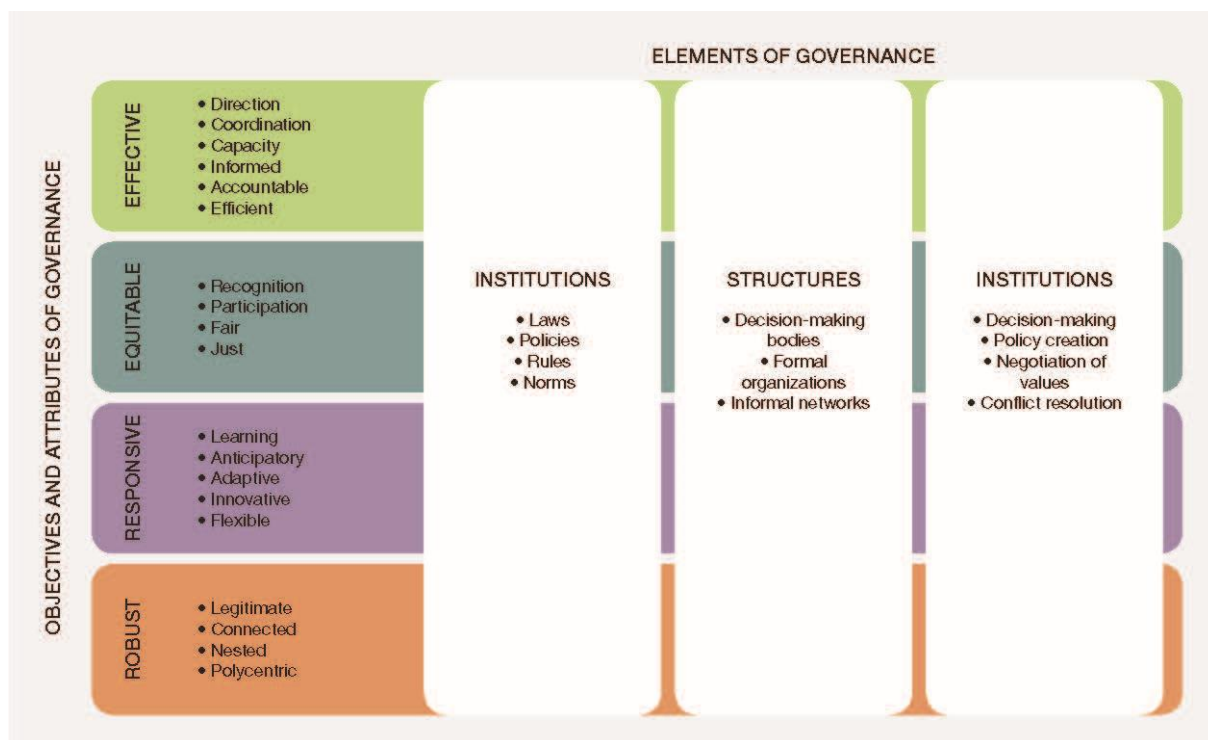 ELEMENTS OF GOVERNANCE
OBJECTIVES AND ATTRIBUTES OF GOVERNANCE
EFFECTIVE
• Direction
• Coordination
• Capacity
• Informed
• Accountable
• Efficient
EQUITABLE
• Recognition
• Participation
• Fair
• Just
RESPONSIVE
• Learning
• Anticipatory
• Adaptive
• Innovative
• Flexible
ROBUST
• Legitimate
• Connected
• Nested
• Polycentric
INSTITUTIONS
• Laws
• Policies
• Rules
• Norms
STRUCTURES
• Decision-making
bodies
• Formal
organizations
• Informal networks
INSTITUTIONS
• Decision-making
• Policy creation
• Negotiation of
values
• Conflict resolution